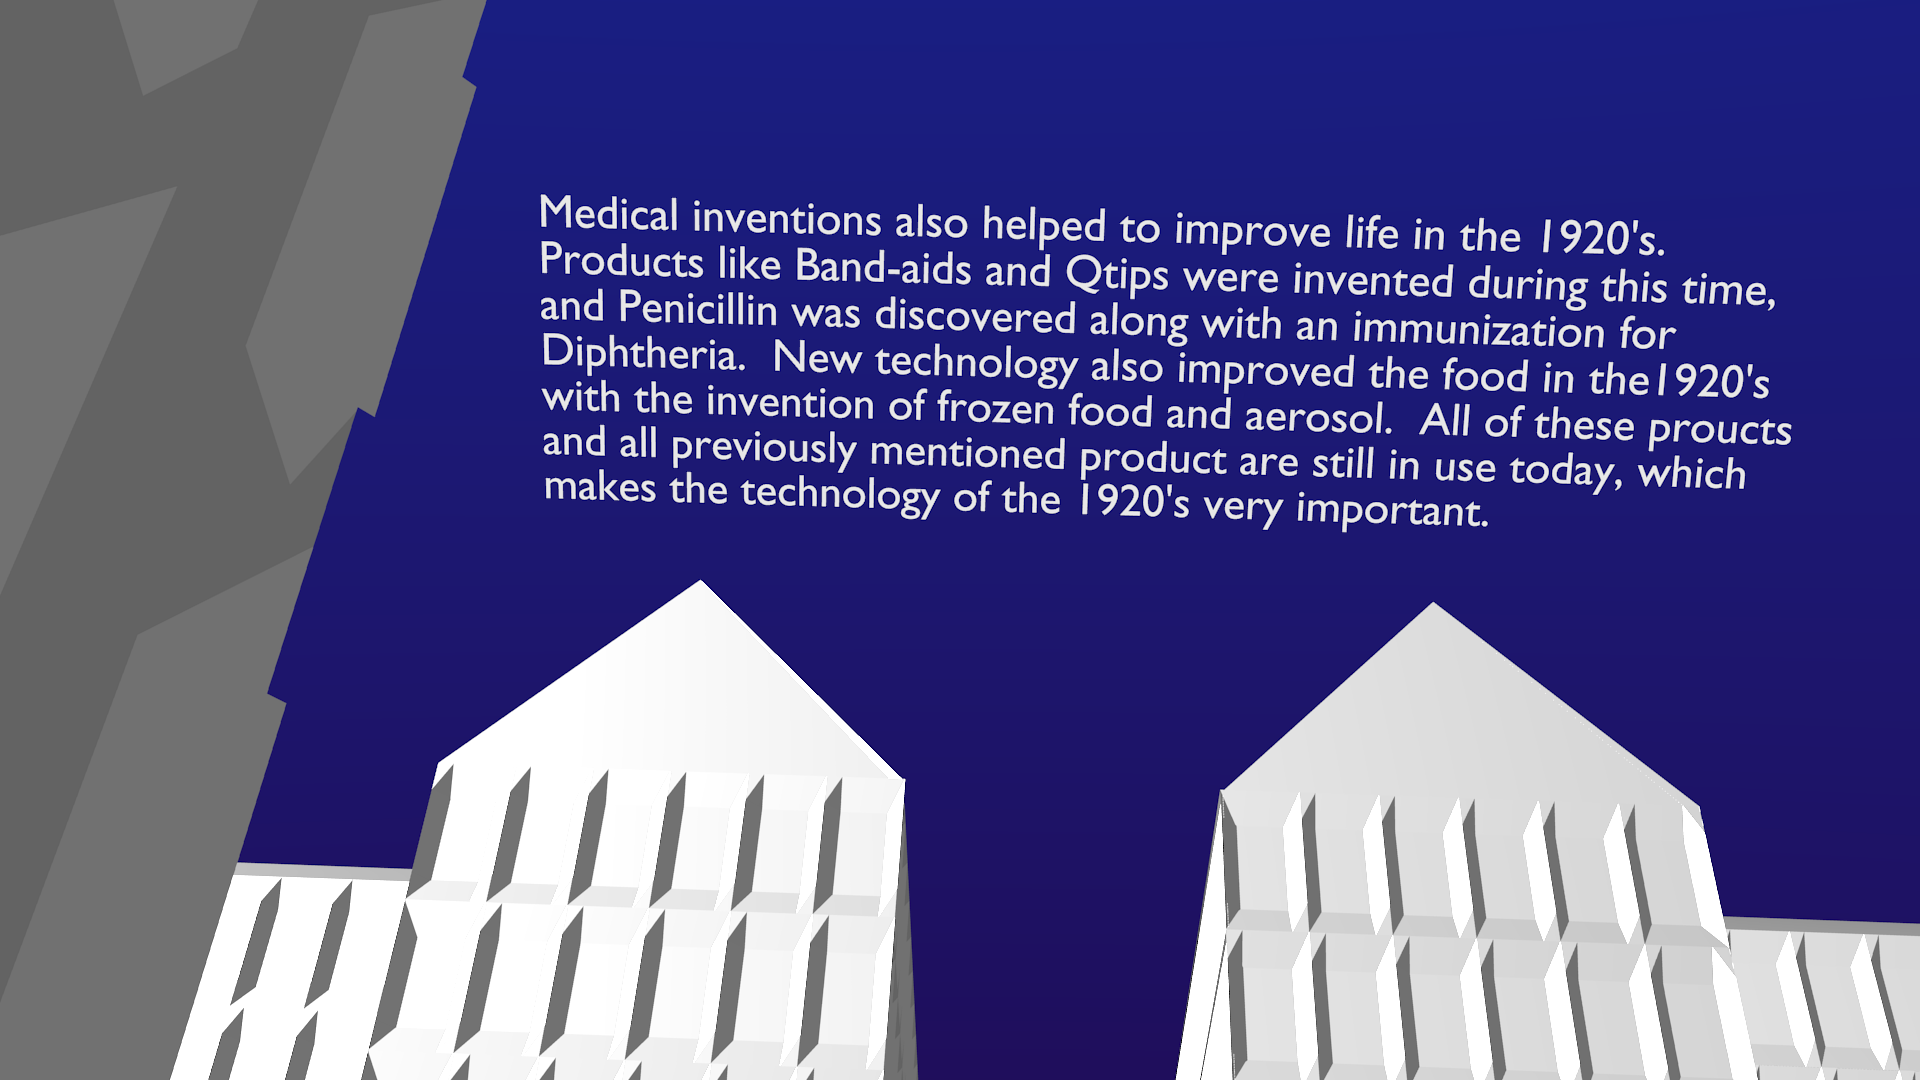 Medical inventions also helped to improve life in the 1920's.
Products like Band-aids and Qtips were invented during this time,
and Penicillin was discovered along with an immunization for
Diphtheria.  New technology also improved the food in the1920's
with the invention of frozen food and aerosol.  All of these proucts
and all previously mentioned product are still in use today, which
makes the technology of the 1920's very important.